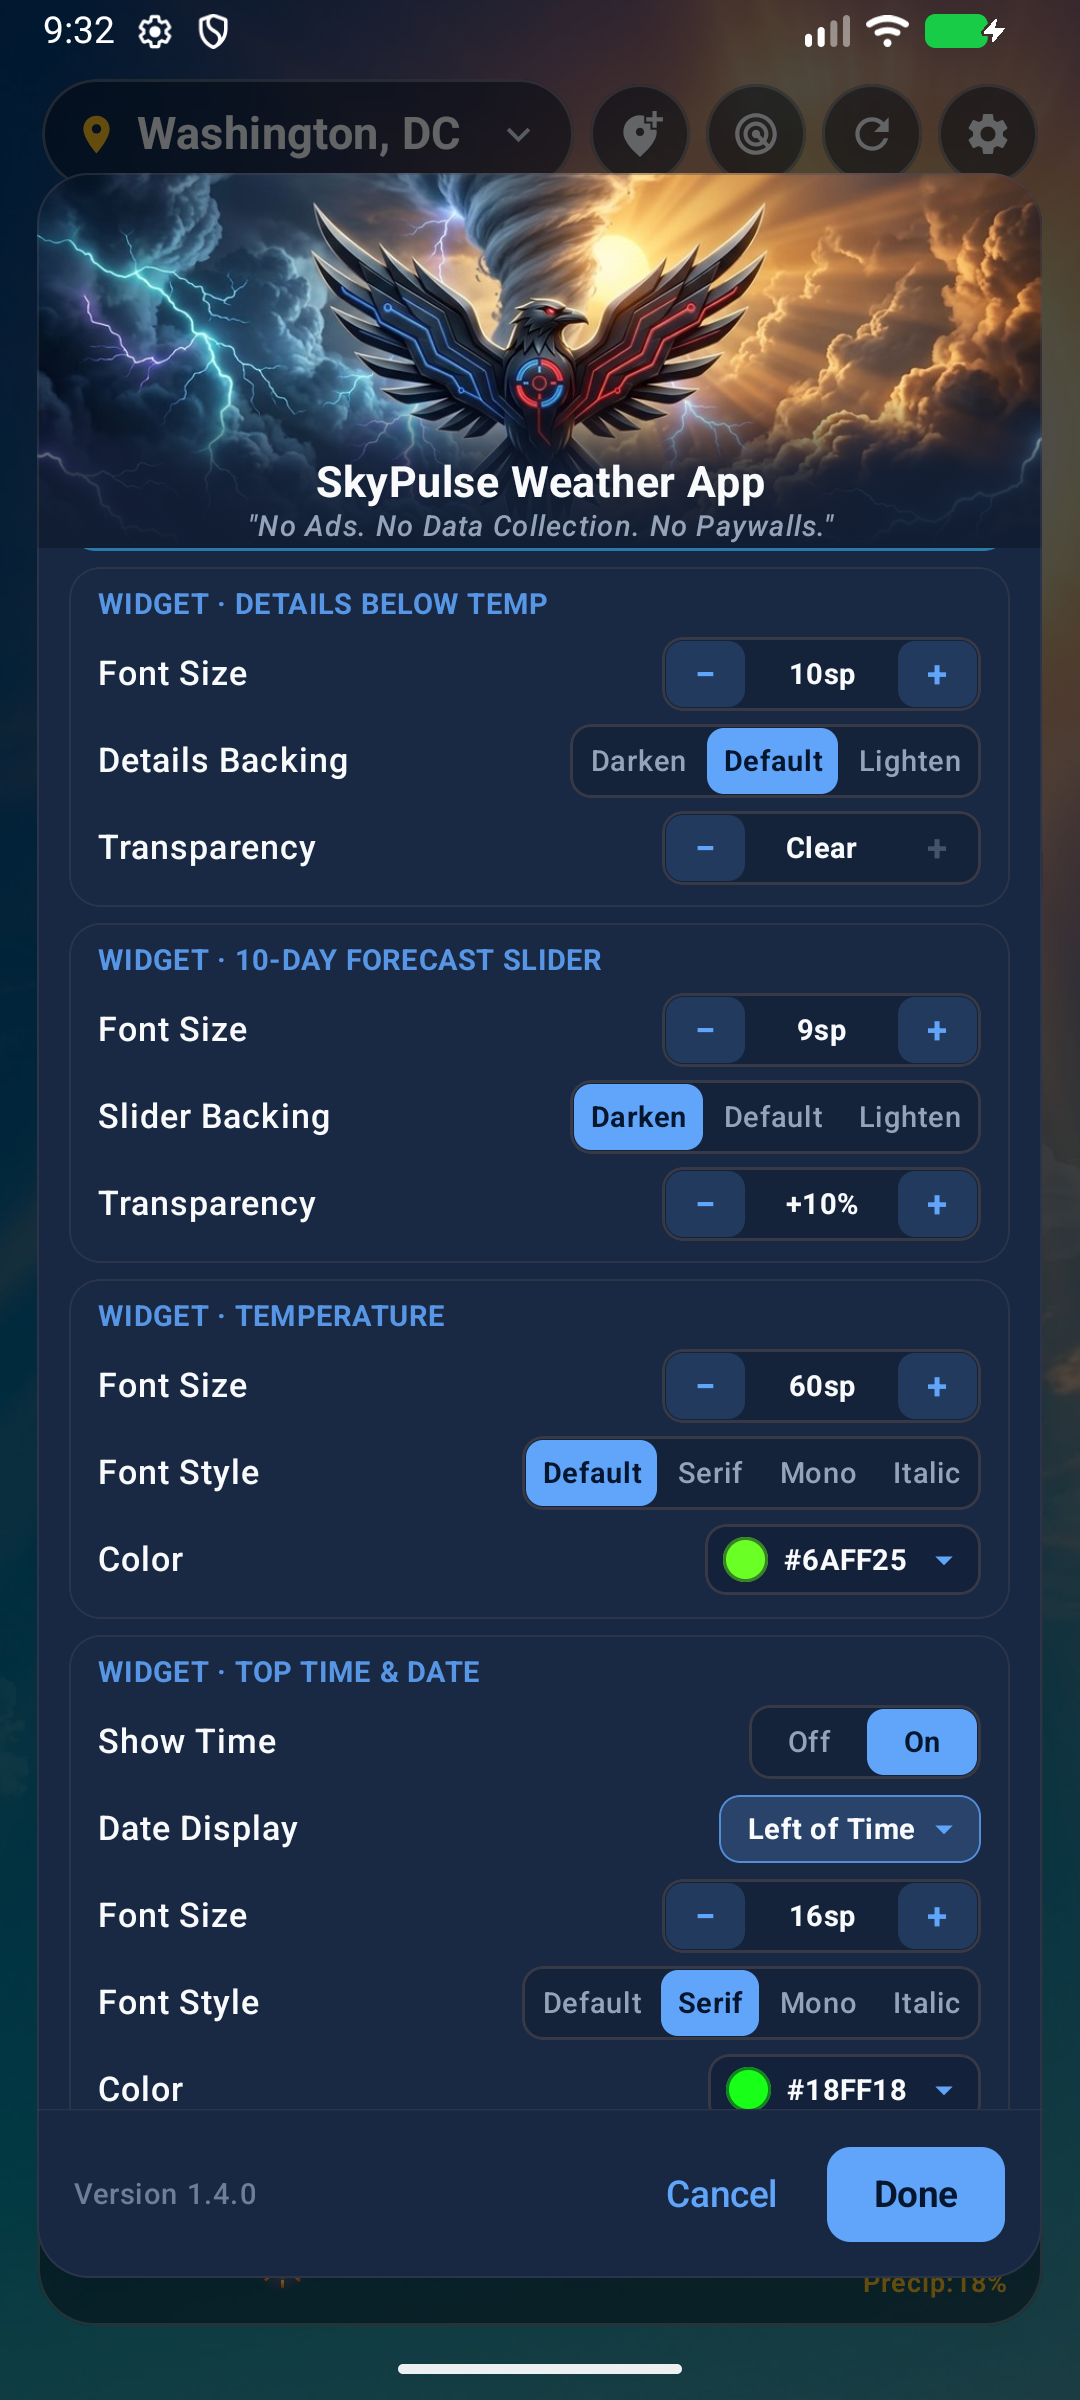 9:32
Washington, DC
SkyPulse Weather App
"No Ads. No Data Collection. No Paywalls."
WIDGET · DETAILS BELOW TEMP
Font Size − 10sp +
Details Backing Darken Default Lighten
Transparency − Clear +
WIDGET · 10-DAY FORECAST SLIDER
Font Size − 9sp +
Slider Backing Darken Default Lighten
Transparency − +10% +
WIDGET · TEMPERATURE
Font Size − 60sp +
Font Style Default Serif Mono Italic
Color #6AFF25
WIDGET · TOP TIME & DATE
Show Time Off On
Date Display Left of Time
Font Size − 16sp +
Font Style Default Serif Mono Italic
Color #18FF18
Version 1.4.0 Cancel Done
Precip:18%